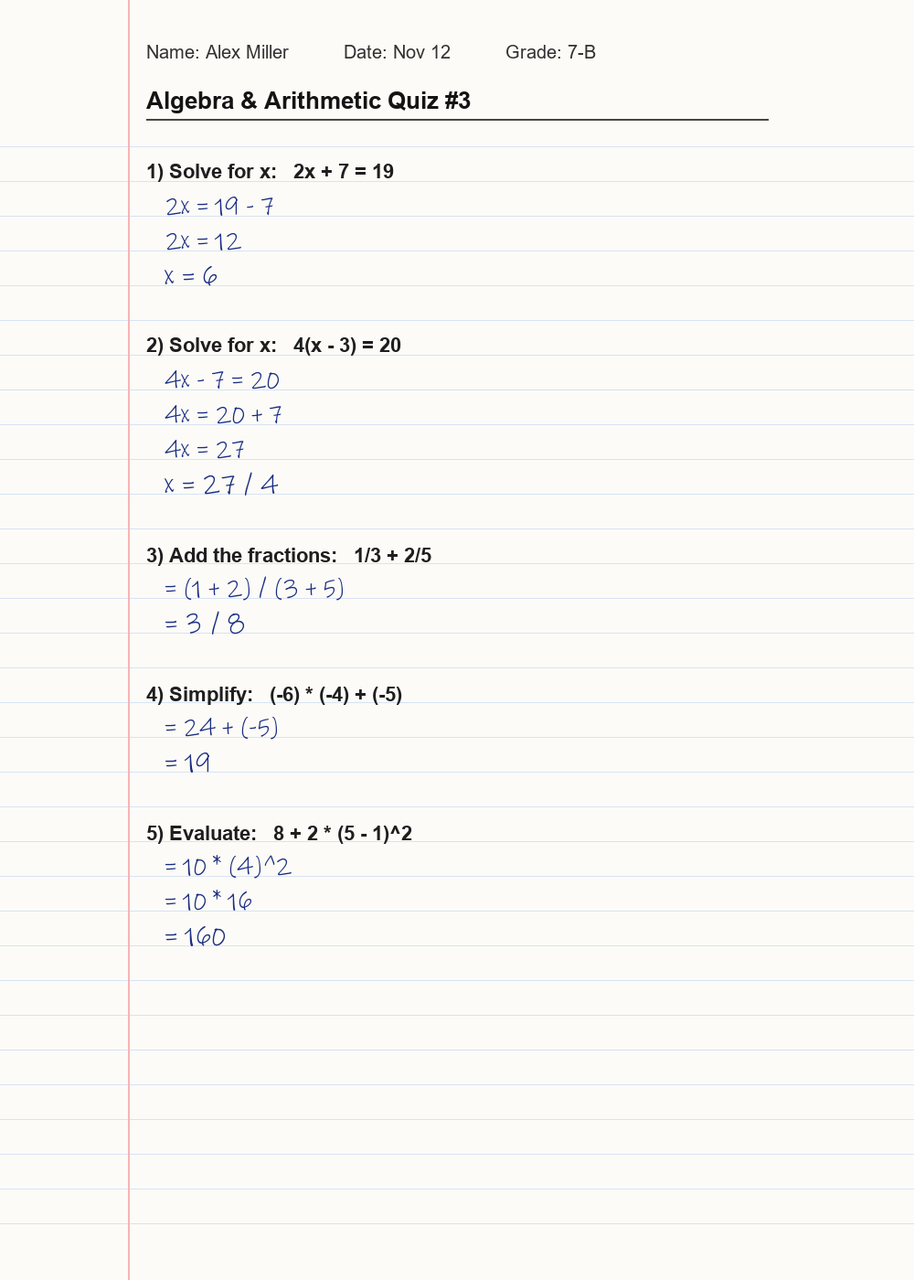 Name: Alex Miller Date: Nov 12 Grade: 7-B
Algebra & Arithmetic Quiz #3
1) Solve for x: 2x + 7 = 19
2x = 19 - 7
2x = 12
x = 6
2) Solve for x: 4(x - 3) = 20
4x - 7 = 20
4x = 20 + 7
4x = 27
x = 27 / 4
3) Add the fractions: 1/3 + 2/5
= (1 + 2) / (3 + 5)
= 3 / 8
4) Simplify: (-6) * (-4) + (-5)
= 24 + (-5)
= 19
5) Evaluate: 8 + 2 * (5 - 1)^2
= 10 * (4)^2
= 10 * 16
= 160